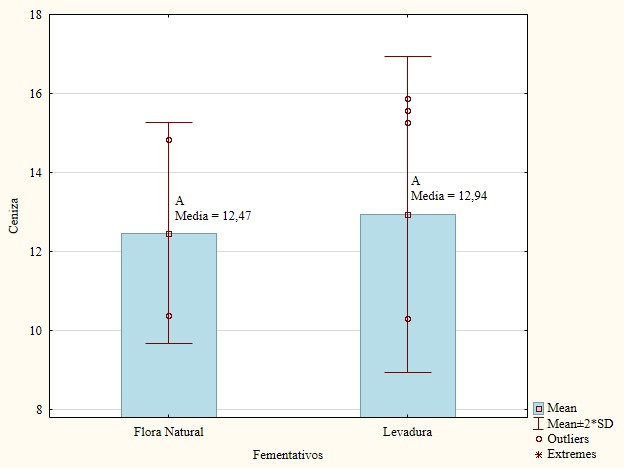 18
16
14
12
10
8
Ceniza
A
Media = 12,47
A
Media = 12,94
Flora Natural
Levadura
Fementativos
Mean
Mean±2*SD
Outliers
Extremes